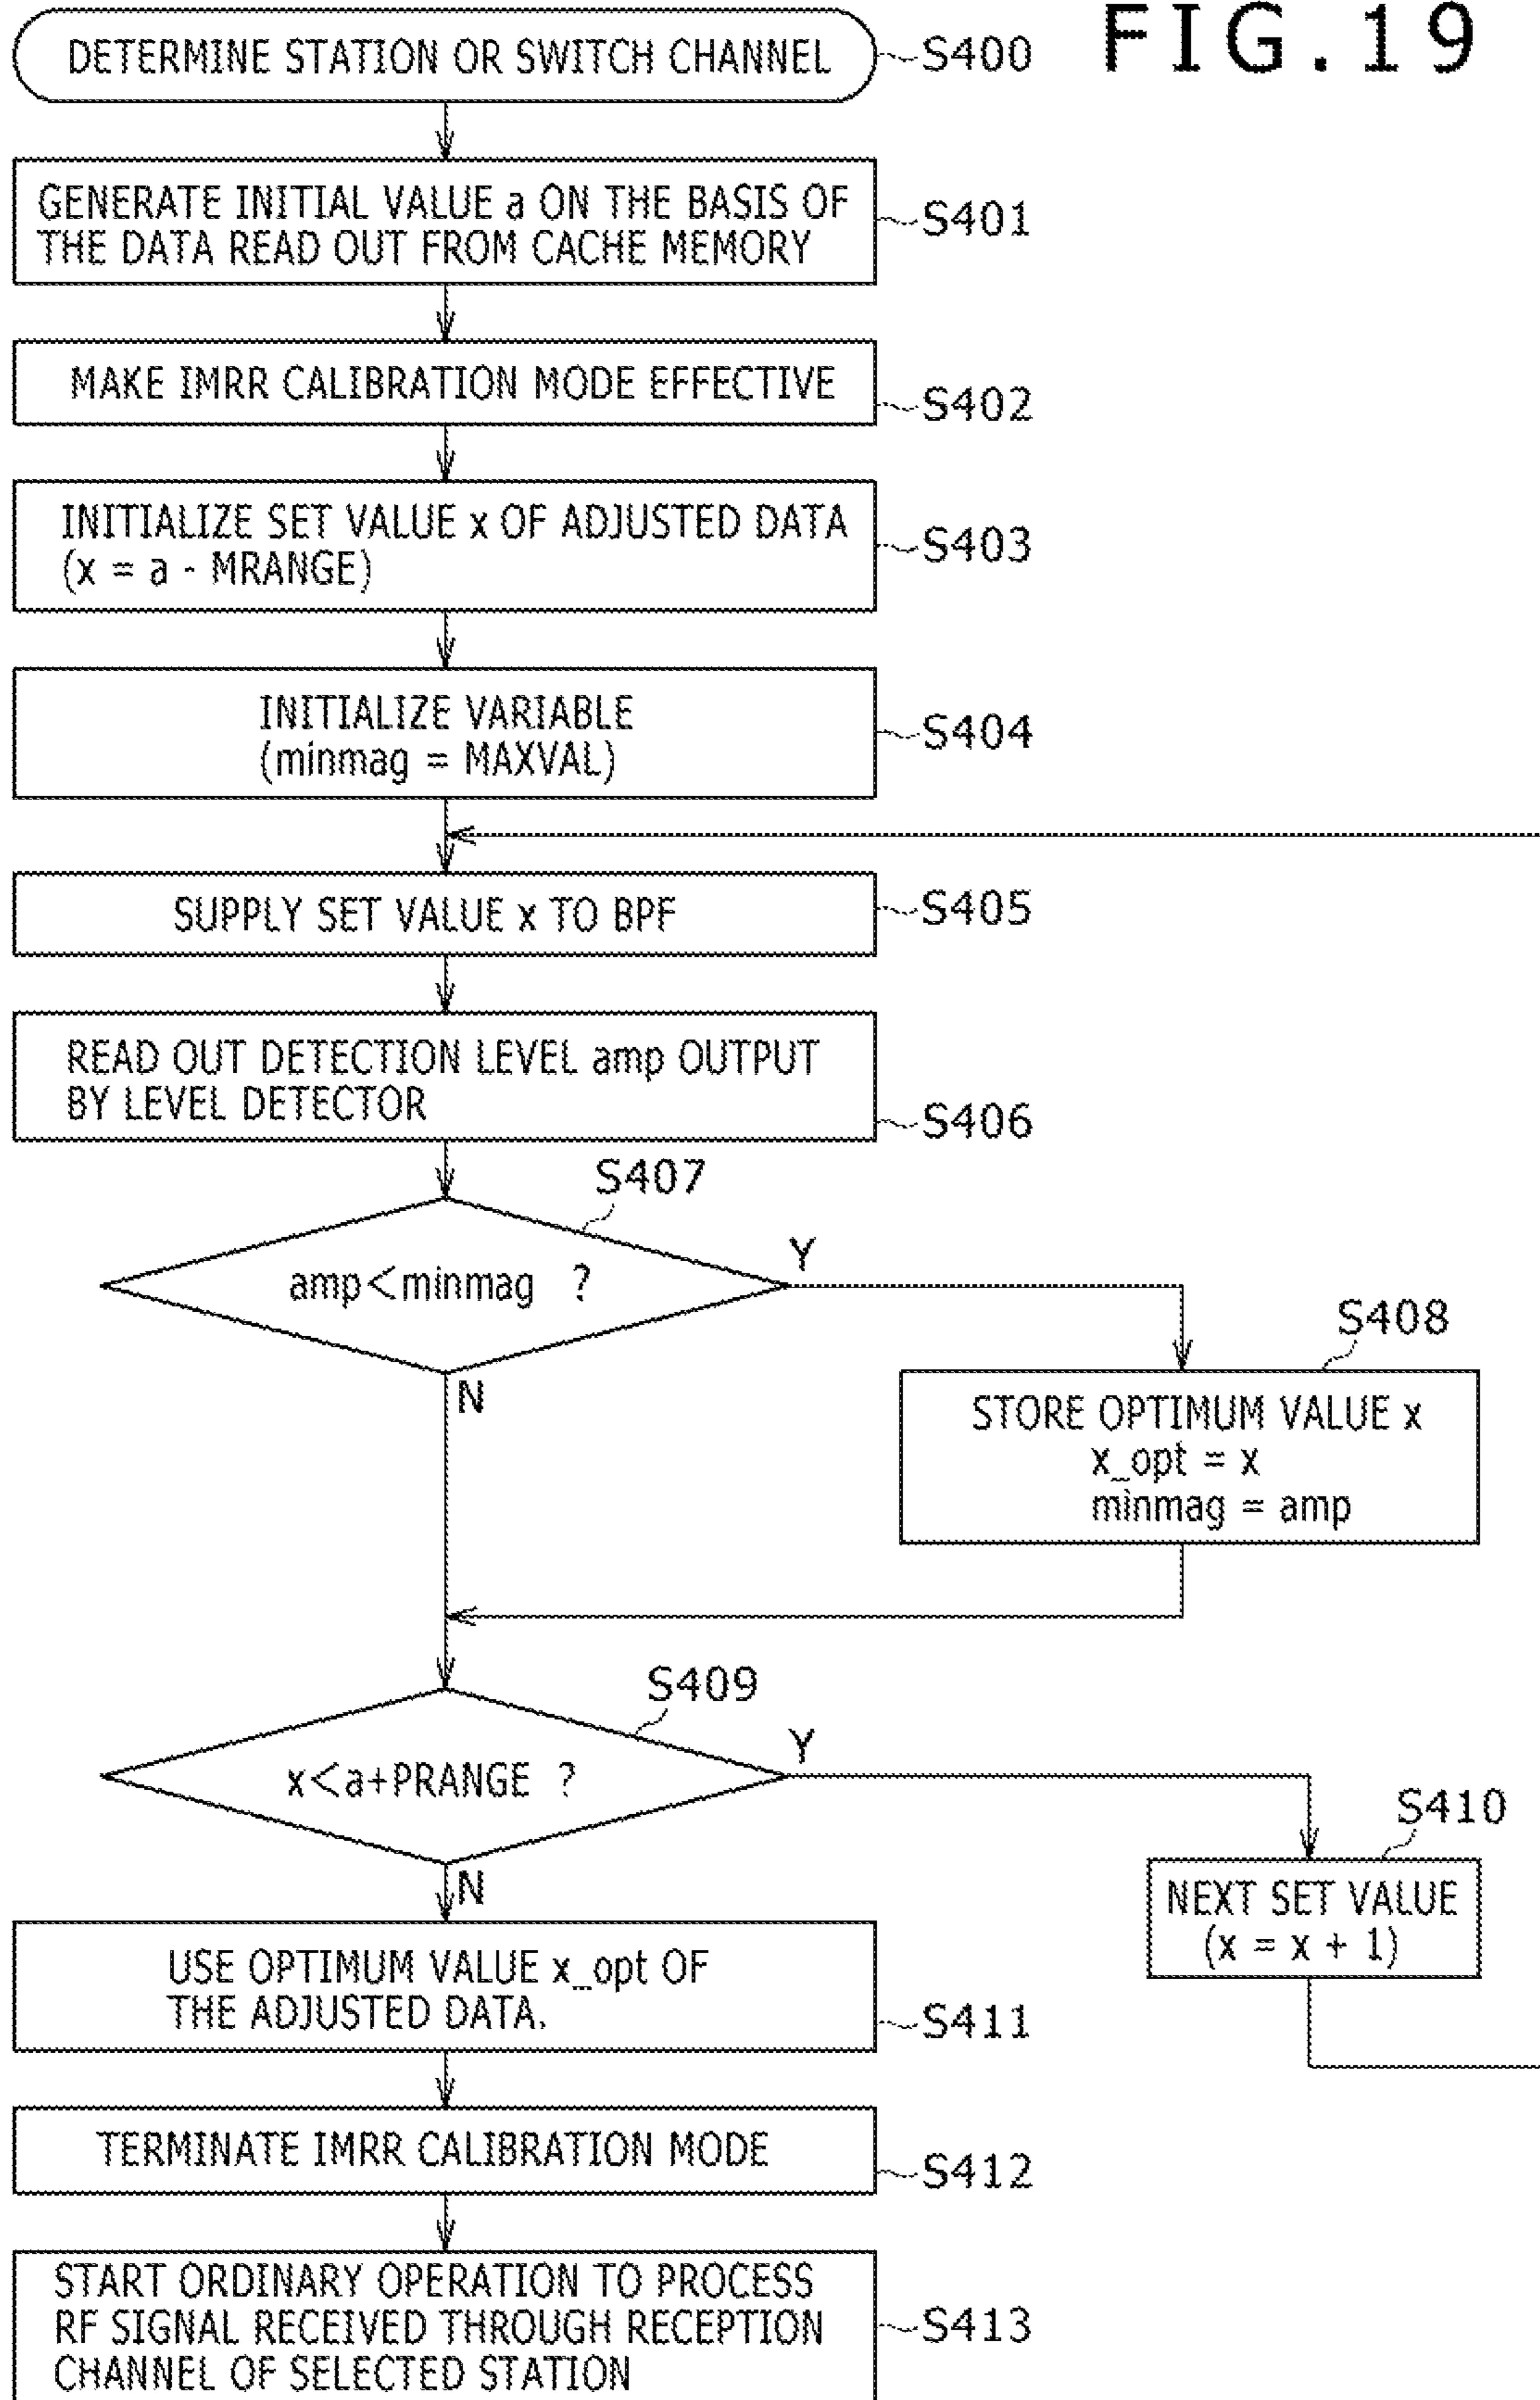 FIG.19
DETERMINE STATION OR SWITCH CHANNEL
S400
GENERATE INITIAL VALUE a ON THE BASIS OF
THE DATA READ OUT FROM CACHE MEMORY
S401
MAKE IMRR CALIBRATION MODE EFFECTIVE
S402
INITIALIZE SET VALUE x OF ADJUSTED DATA
(x = a - MRANGE)
S403
INITIALIZE VARIABLE
(minmag = MAXVAL)
S404
SUPPLY SET VALUE x TO BPF
S405
READ OUT DETECTION LEVEL amp OUTPUT
BY LEVEL DETECTOR
S406
S407
amp<minmag ?
Y
N
S408
STORE OPTIMUM VALUE x
x_opt = x
minmag = amp
S409
x<a+PRANGE ?
Y
N
S410
NEXT SET VALUE
(x = x + 1)
USE OPTIMUM VALUE x_opt OF
THE ADJUSTED DATA.
S411
TERMINATE IMRR CALIBRATION MODE
S412
START ORDINARY OPERATION TO PROCESS
RF SIGNAL RECEIVED THROUGH RECEPTION
CHANNEL OF SELECTED STATION
S413